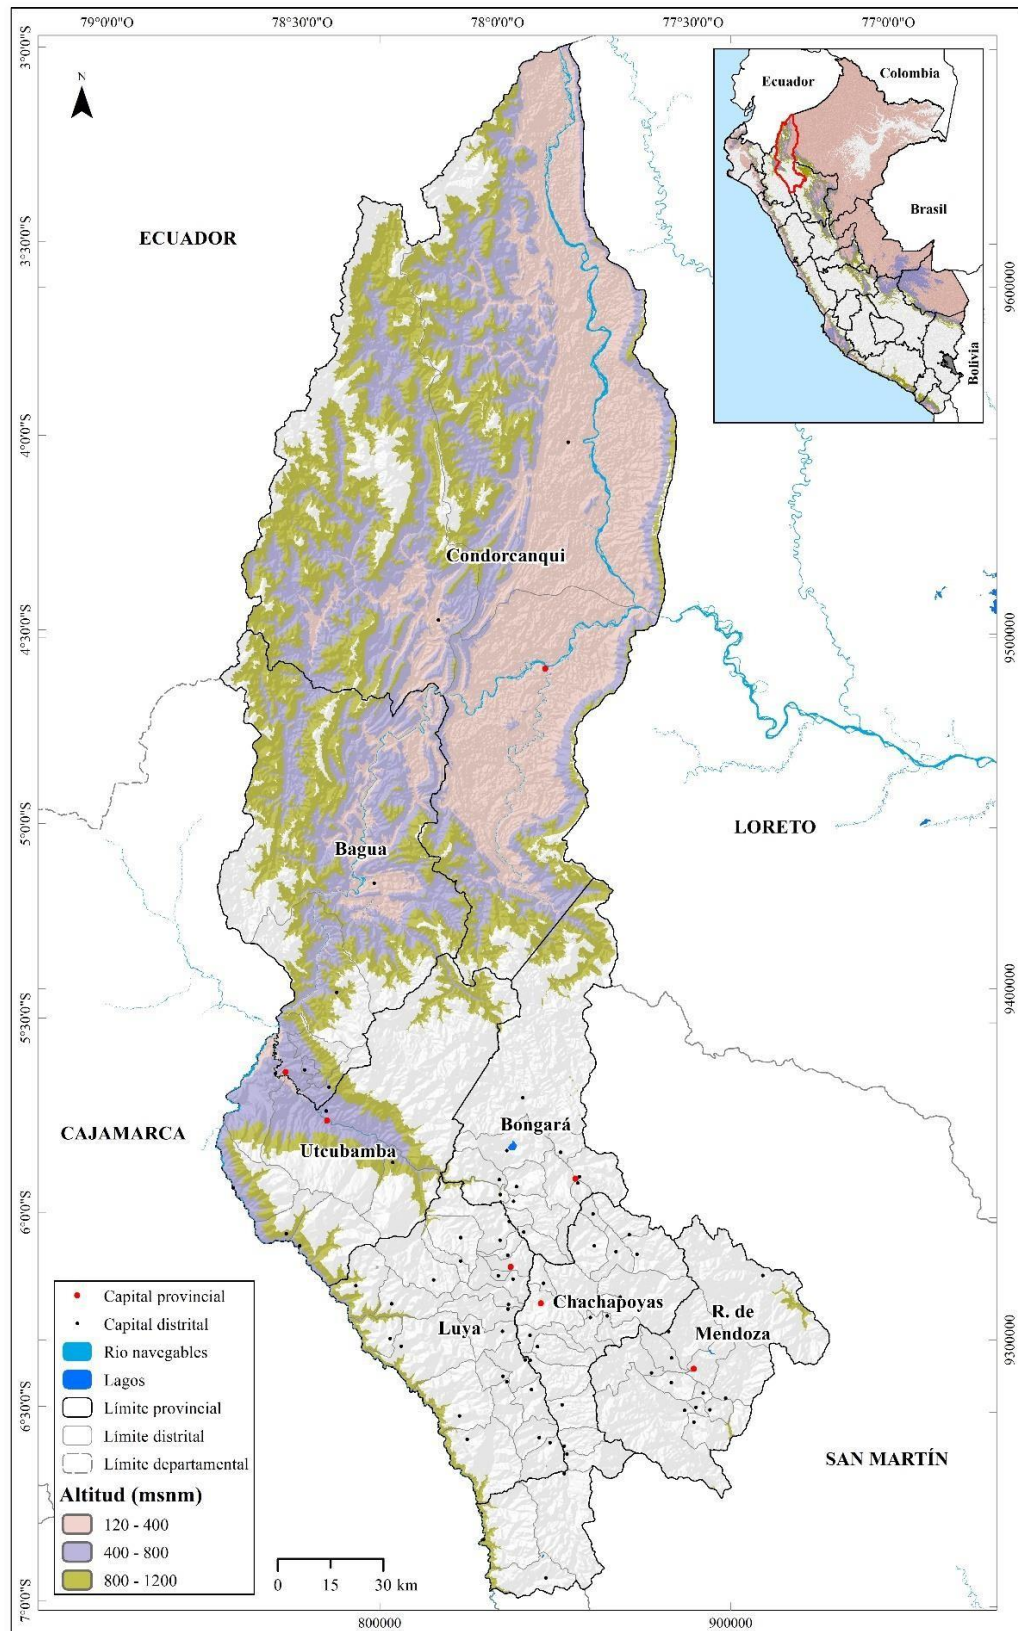 79°0'0"O
78°30'0"O
78°0'0"O
77°30'0"O
77°0'0"O
3°0'0"S
3°30'0"S
4°0'0"S
4°30'0"S
5°0'0"S
5°30'0"S
6°0'0"S
6°30'0"S
7°0'0"S
N
Ecuador
Colombia
Brasil
Bolivia
ECUADOR
9600000
Condorcanqui
9500000
LORETO
Bagua
9400000
CAJAMARCA
Bongará
Utcubamba
Chachapoyas
R. de
Mendoza
Luya
9300000
SAN MARTÍN
Capital provincial
Capital distrital
Rio navegables
Lagos
Límite provincial
Límite distrital
Límite departamental
Altitud (msnm)
120 - 400
400 - 800
800 - 1200
0 15 30 km
800000
900000